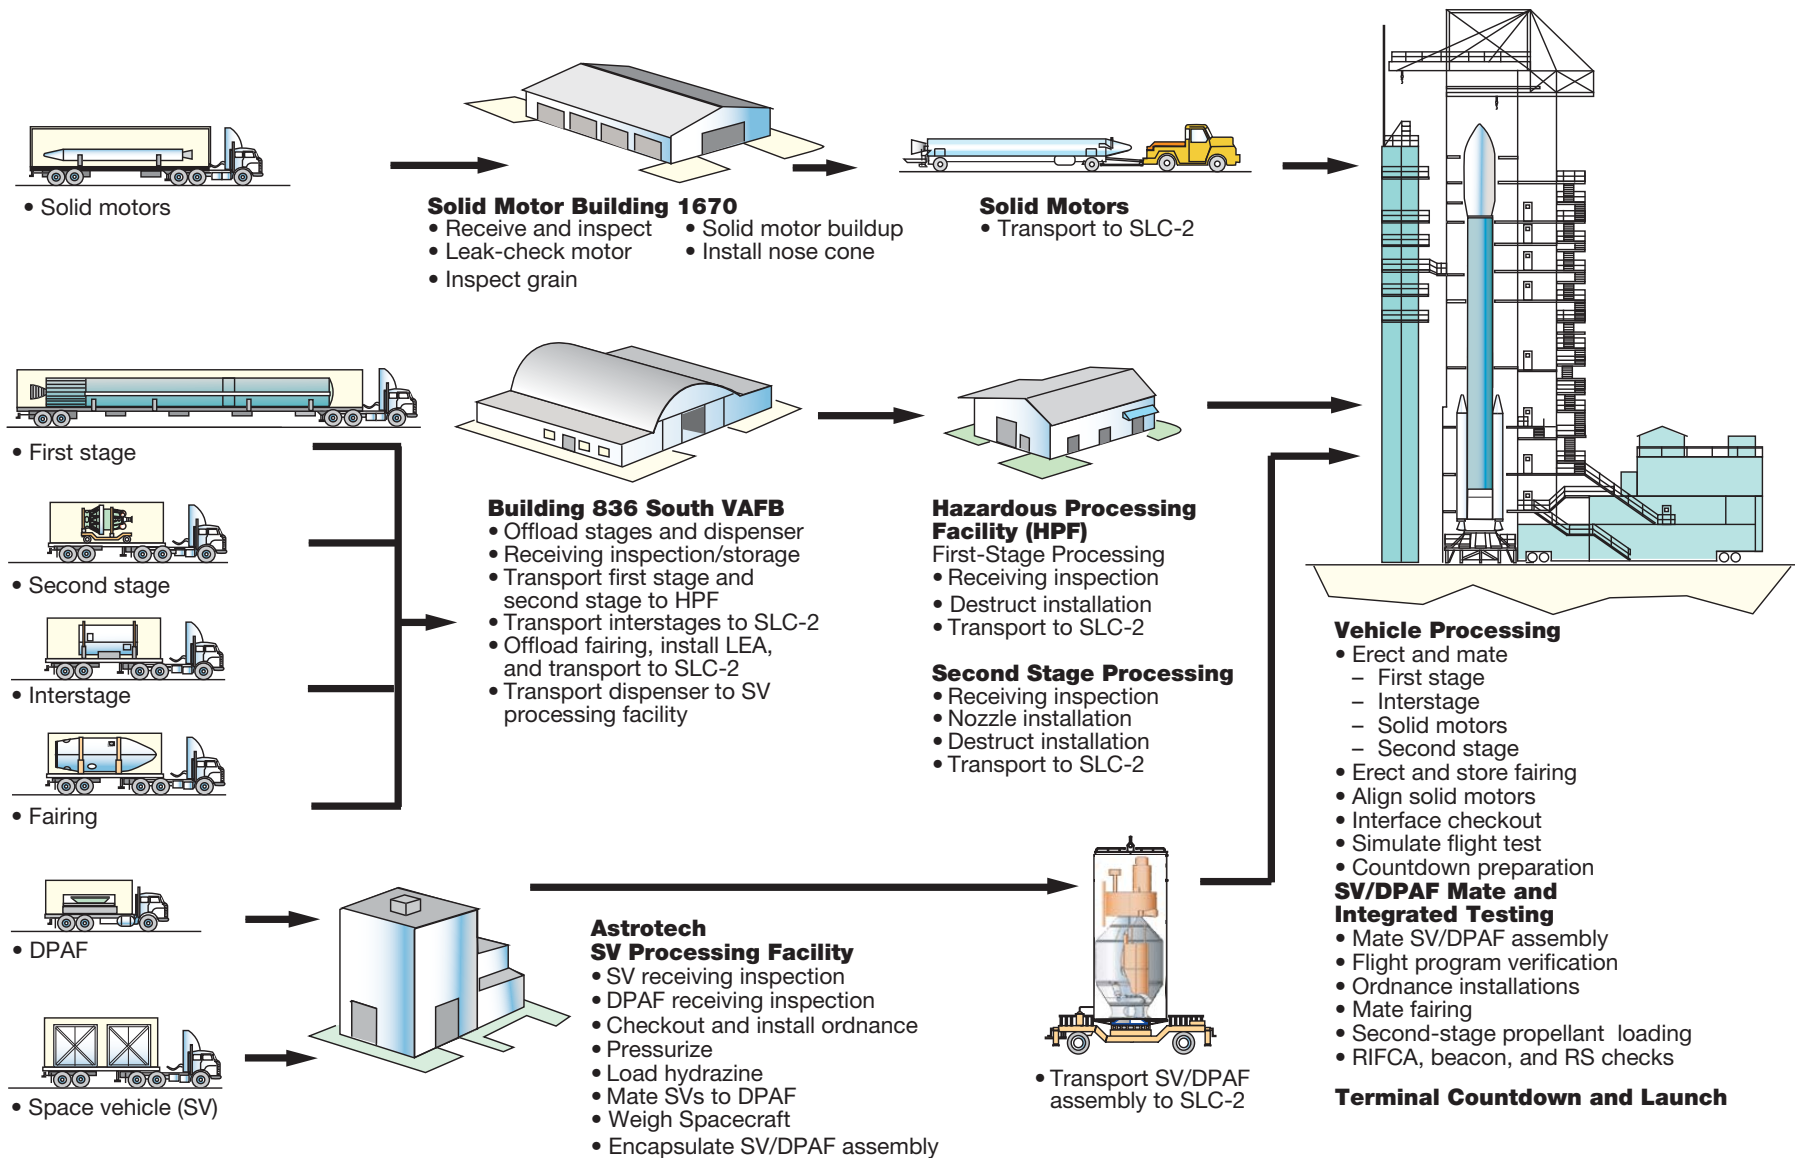 • Solid motors
Solid Motor Building 1670
• Receive and inspect
• Leak-check motor
• Inspect grain
• Solid motor buildup
• Install nose cone
Solid Motors
• Transport to SLC-2
• First stage
• Second stage
• Interstage
• Fairing
Building 836 South VAFB
• Offload stages and dispenser
• Receiving inspection/storage
• Transport first stage and
second stage to HPF
• Transport interstages to SLC-2
• Offload fairing, install LEA,
and transport to SLC-2
• Transport dispenser to SV
processing facility
Hazardous Processing
Facility (HPF)
First-Stage Processing
• Receiving inspection
• Destruct installation
• Transport to SLC-2
Second Stage Processing
• Receiving inspection
• Nozzle installation
• Destruct installation
• Transport to SLC-2
• DPAF
• Space vehicle (SV)
Astrotech
SV Processing Facility
• SV receiving inspection
• DPAF receiving inspection
• Checkout and install ordnance
• Pressurize
• Load hydrazine
• Mate SVs to DPAF
• Weigh Spacecraft
• Encapsulate SV/DPAF assembly
• Transport SV/DPAF
assembly to SLC-2
Vehicle Processing
• Erect and mate
– First stage
– Interstage
– Solid motors
– Second stage
• Erect and store fairing
• Align solid motors
• Interface checkout
• Simulate flight test
• Countdown preparation
SV/DPAF Mate and
Integrated Testing
• Mate SV/DPAF assembly
• Flight program verification
• Ordnance installations
• Mate fairing
• Second-stage propellant loading
• RIFCA, beacon, and RS checks
Terminal Countdown and Launch